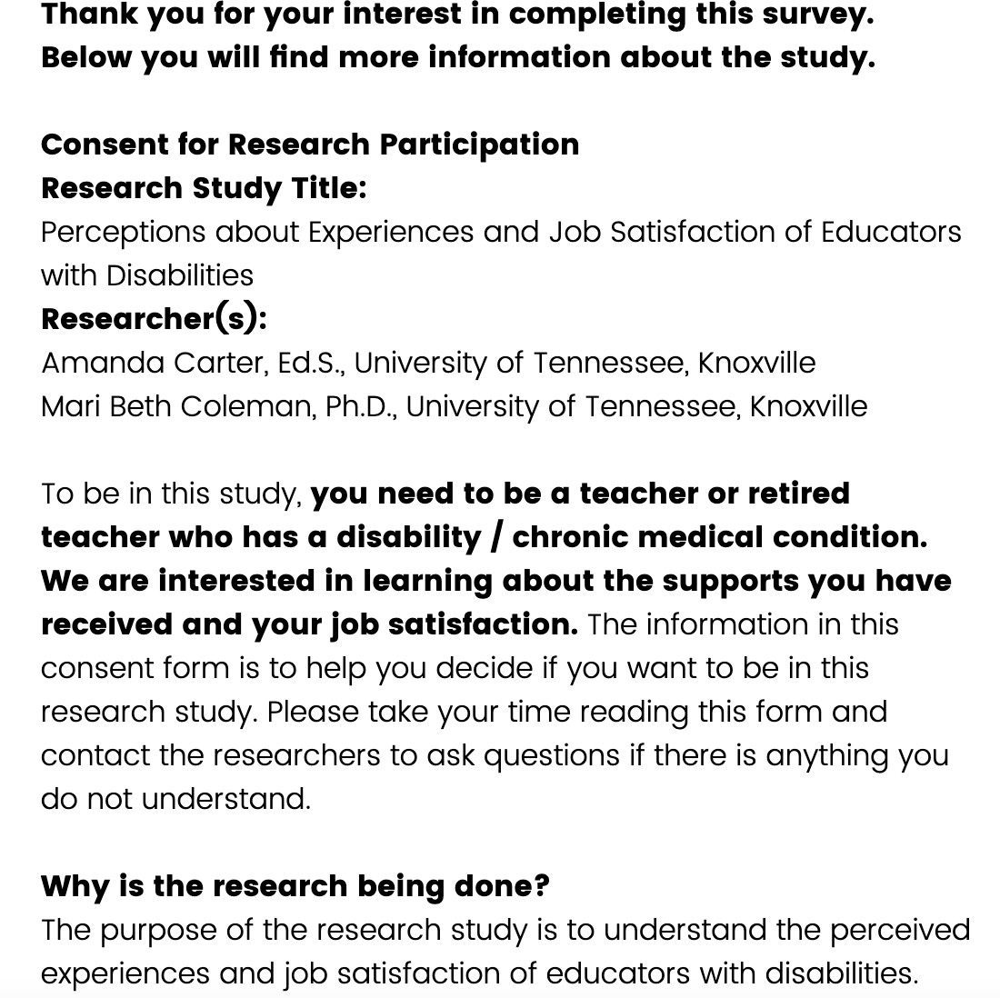 Thank you for your interest in completing this survey.
Below you will find more information about the study.
Consent for Research Participation
Research Study Title:
Perceptions about Experiences and Job Satisfaction of Educators
with Disabilities
Researcher(s):
Amanda Carter, Ed.S., University of Tennessee, Knoxville
Mari Beth Coleman, Ph.D., University of Tennessee, Knoxville
To be in this study, you need to be a teacher or retired
teacher who has a disability / chronic medical condition.
We are interested in learning about the supports you have
received and your job satisfaction. The information in this
consent form is to help you decide if you want to be in this
research study. Please take your time reading this form and
contact the researchers to ask questions if there is anything you
do not understand.
Why is the research being done?
The purpose of the research study is to understand the perceived
experiences and job satisfaction of educators with disabilities.